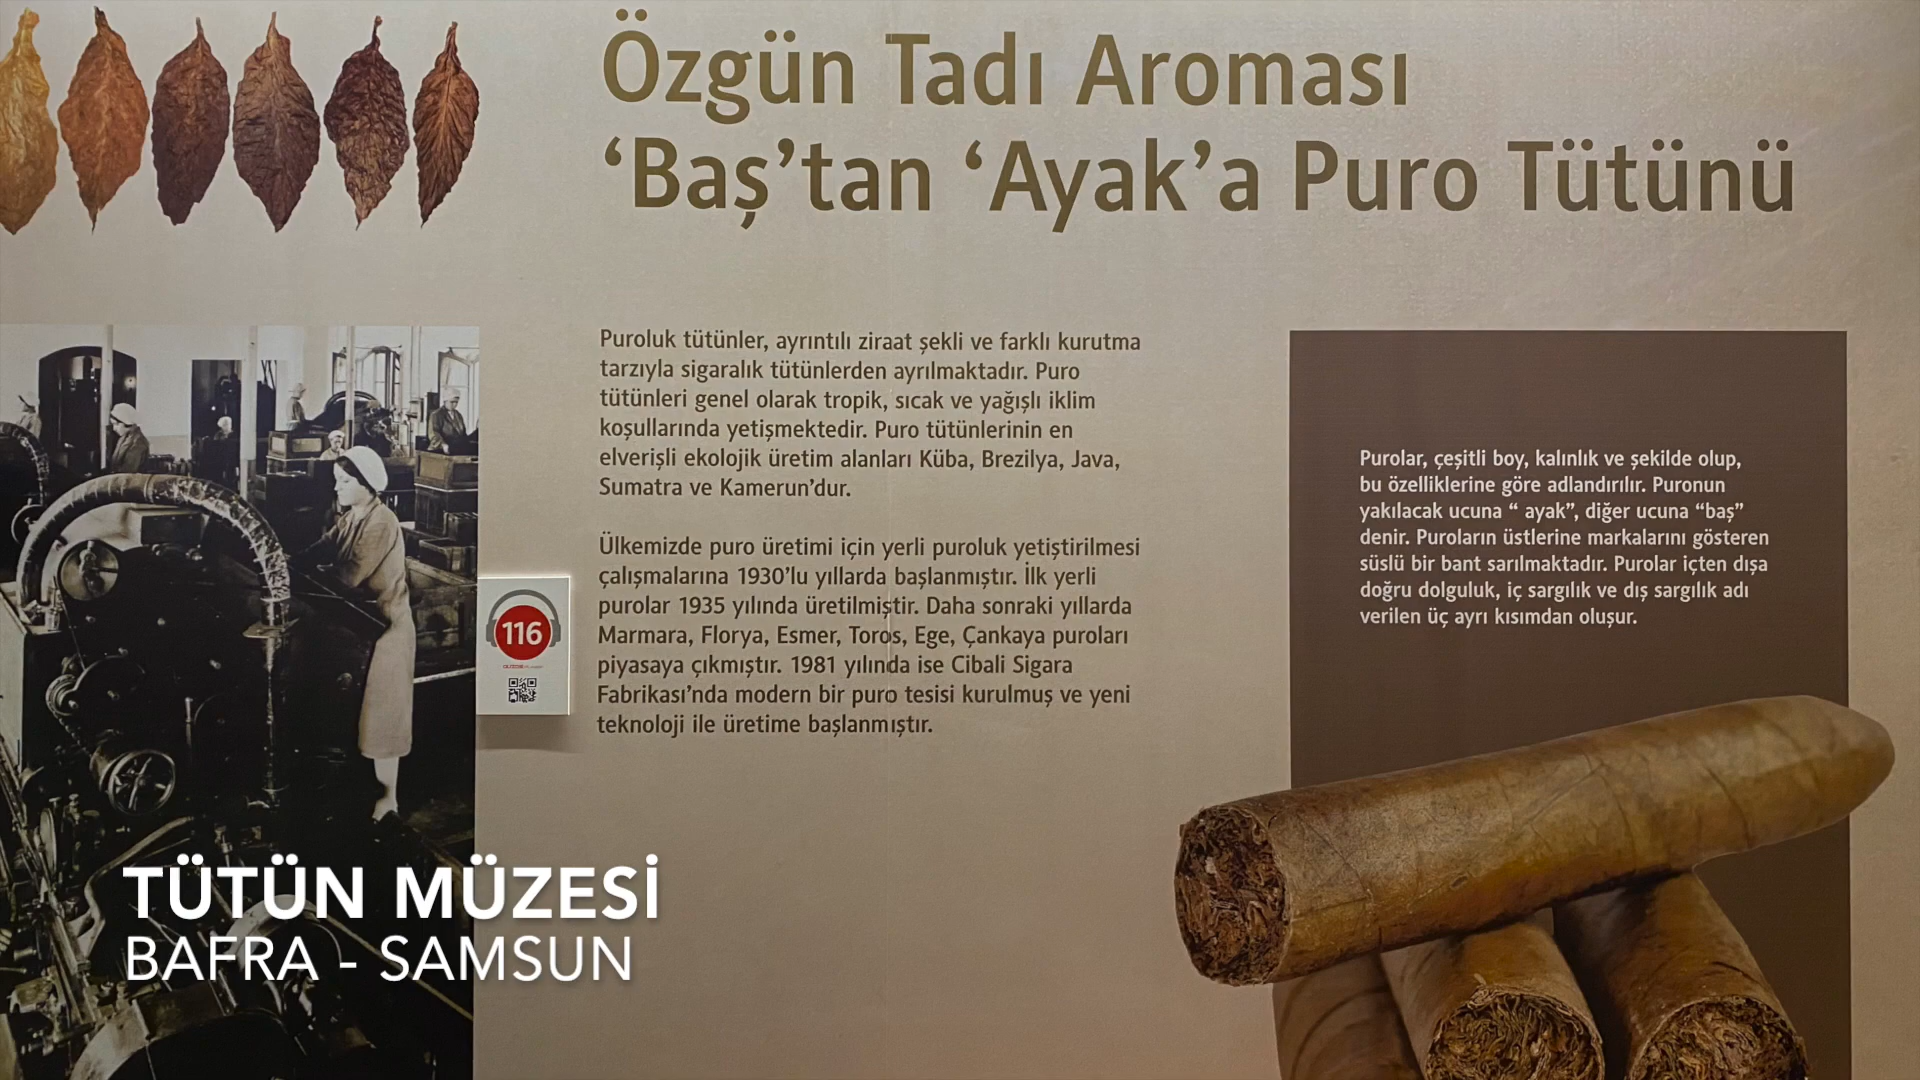 Özgün Tadı Aroması
‘Baş’tan ‘Ayak’a Puro Tütünü
Puroluk tütünler, ayrıntılı ziraat şekli ve farklı kurutma
tarzıyla sigaralık tütünlerden ayrılmaktadır. Puro
tütünleri genel olarak tropik, sıcak ve yağışlı iklim
koşullarında yetişmektedir. Puro tütünlerinin en
elverişli ekolojik üretim alanları Küba, Brezilya, Java,
Sumatra ve Kamerun’dur.
Ülkemizde puro üretimi için yerli puroluk yetiştirilmesi
çalışmalarına 1930’lu yıllarda başlanmıştır. İlk yerli
purolar 1935 yılında üretilmiştir. Daha sonraki yıllarda
Marmara, Florya, Esmer, Toros, Ege, Çankaya puroları
piyasaya çıkmıştır. 1981 yılında ise Cibali Sigara
Fabrikası’nda modern bir puro tesisi kurulmuş ve yeni
teknoloji ile üretime başlanmıştır.
116
Purolar, çeşitli boy, kalınlık ve şekilde olup,
bu özelliklerine göre adlandırılır. Puronun
yakılacak ucuna “ ayak”, diğer ucuna “baş”
denir. Puroların üstlerine markalarını gösteren
süslü bir bant sarılmaktadır. Purolar içten dışa
doğru dolguluk, iç sargılık ve dış sargılık adı
verilen üç ayrı kısımdan oluşur.
TÜTÜN MÜZESİ
BAFRA - SAMSUN